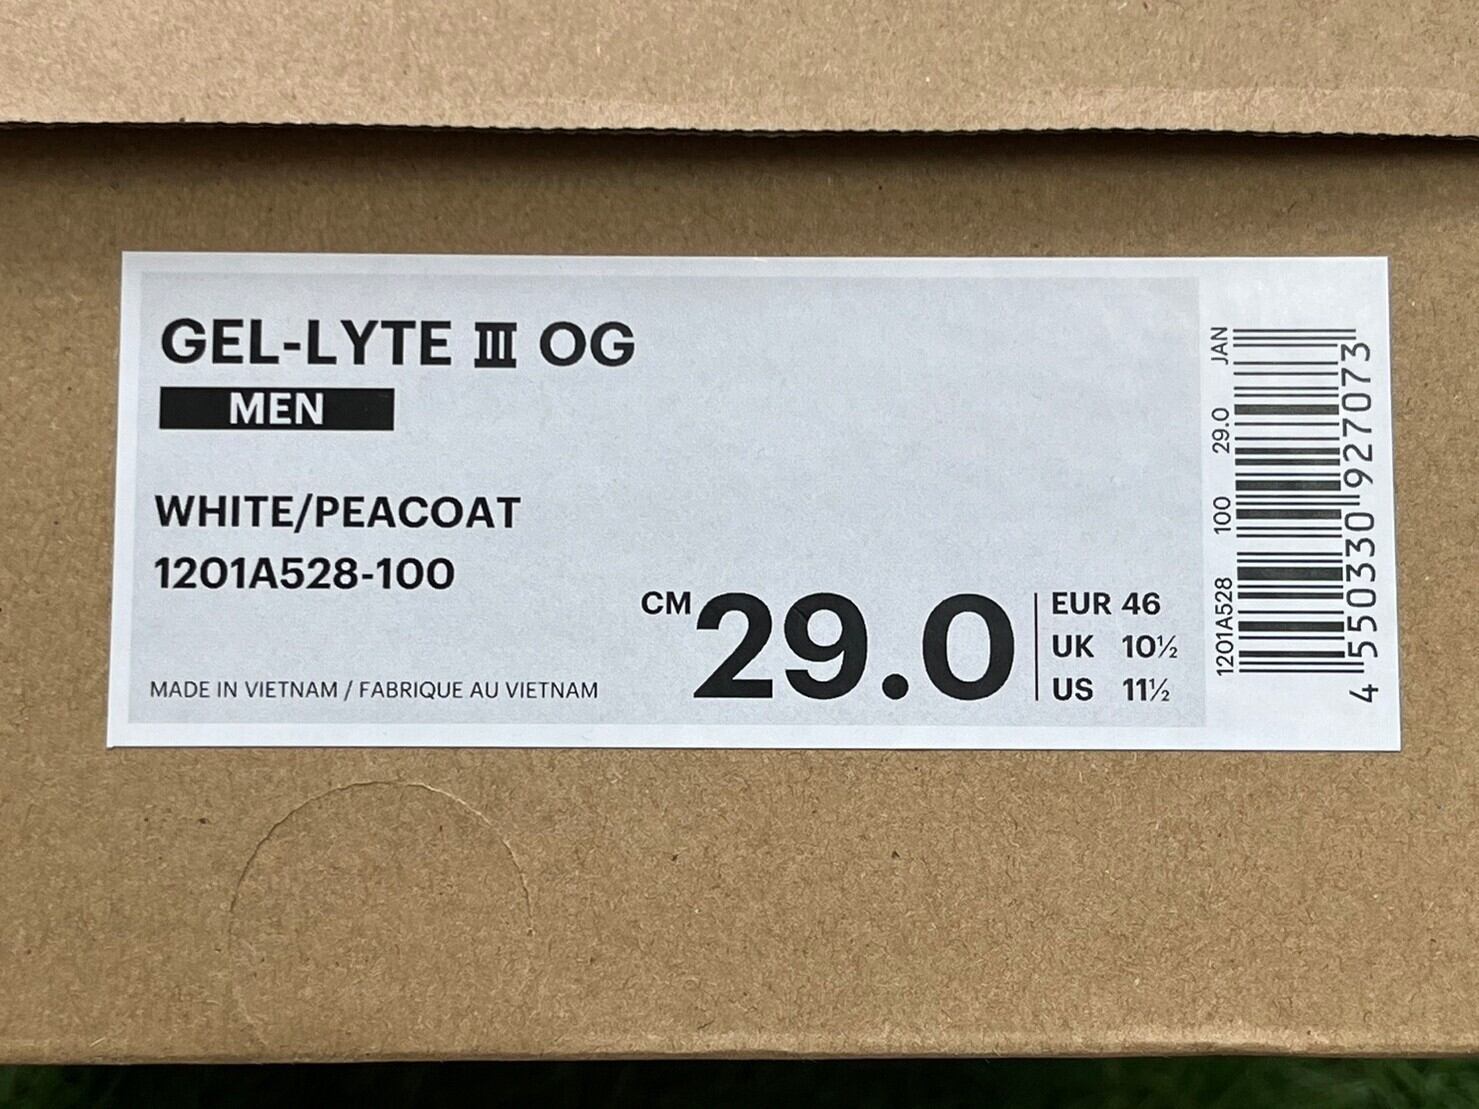 GEL-LYTE III OG
MEN
WHITE/PEACOAT
1201A528-100
MADE IN VIETNAM / FABRIQUE AU VIETNAM
CM 29.0
EUR 46
UK 10½
US 11½
1201A528 100 29.0 JAN
4 550330 927073